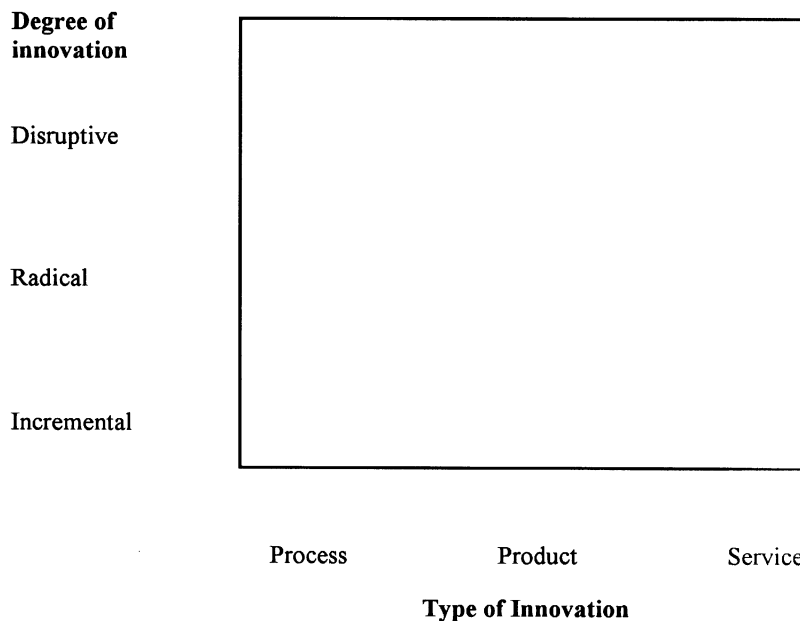 Degree of
innovation
Disruptive
Radical
Incremental
Process Product Service
Type of Innovation